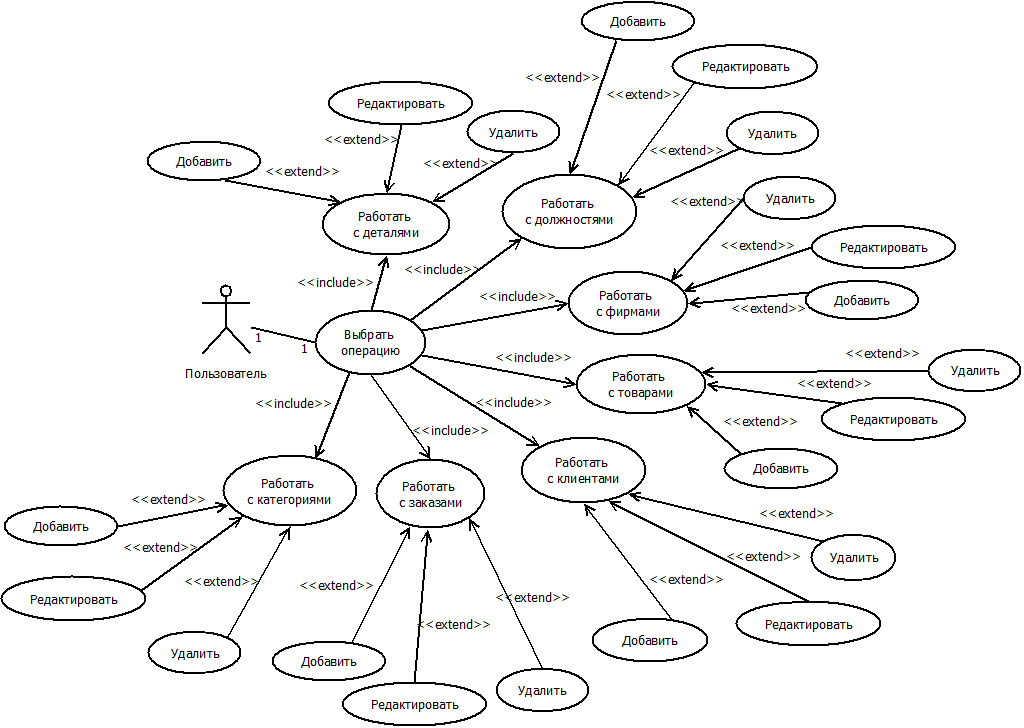 Добавить
<<extend>>
Редактировать
<<extend>>
Удалить
<<extend>>
Работать
с должностями
Редактировать
<<extend>>
Удалить
<<extend>>
Добавить
<<extend>>
Работать
с деталями
Удалить
<<extend>>
Редактировать
<<extend>>
Добавить
<<extend>>
Работать
с фирмами
<<include>>
<<include>>
<<include>>
Пользователь
1
1
Выбрать
операцию
<<include>>
<<extend>>
Удалить
<<extend>>
Редактировать
<<extend>>
Добавить
Работать
с товарами
<<include>>
<<include>>
<<include>>
Работать
с клиентами
<<extend>>
Удалить
<<extend>>
Редактировать
<<extend>>
Добавить
Работать
с категориями
<<extend>>
Добавить
<<extend>>
Редактировать
<<extend>>
Удалить
Работать
с заказами
<<extend>>
Добавить
<<extend>>
Редактировать
<<extend>>
Удалить